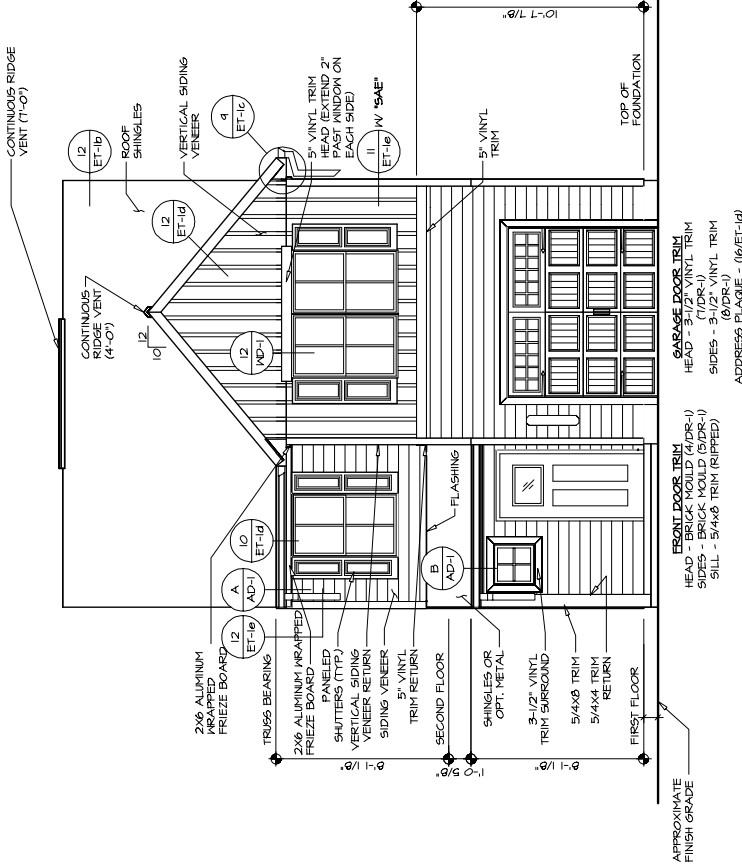 CONTINUOUS RIDGE
VENT (7'-0")
12
ET-1b
ROOF
SHINGLES
VERTICAL SIDING
VENEER
9
ET-1c
5" VINYL TRIM
HEAD (EXTEND 2"
PAST WINDOW ON
EACH SIDE)
11
ET-1e
W/ "SAE"
5" VINYL
TRIM
TOP OF
FOUNDATION
10'-7 7/8"
CONTINUOUS
RIDGE VENT
(4'-0")
12
10
12
ET-1d
12
WD-1
10
ET-1d
A
AD-1
12
ET-1e
B
AD-1
FLASHING
2X6 ALUMINUM
WRAPPED
FRIEZE BOARD
TRUSS BEARING
2X6 ALUMINUM WRAPPED
FRIEZE BOARD
PANELED
SHUTTERS (TYP.)
VERTICAL SIDING
VENEER RETURN
SIDING VENEER
5" VINYL
TRIM RETURN
SECOND FLOOR
SHINGLES OR
OPT. METAL
3-1/2" VINYL
TRIM SURROUND
5/4X8 TRIM
5/4X4 TRIM
RETURN
FIRST FLOOR
8'-1 1/8"
1'-0 5/8"
8'-1 1/8"
APPROXIMATE
FINISH GRADE
FRONT DOOR TRIM
HEAD - BRICK MOULD (4/DR-1)
SIDES - BRICK MOULD (5/DR-1)
SILL - 5/4x8 TRIM (RIPPED)
GARAGE DOOR TRIM
HEAD - 3-1/2" VINYL TRIM
(7/DR-1)
SIDES - 3-1/2" VINYL TRIM
(8/DR-1)
ADDRESS PLAQUE - (16/ET-1d)